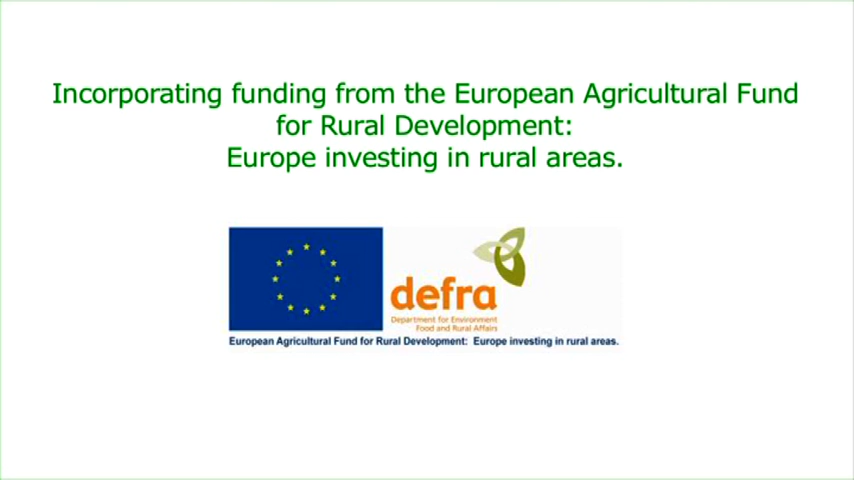 Incorporating funding from the European Agricultural Fund
for Rural Development:
Europe investing in rural areas.
defra
Department for Environment
Food and Rural Affairs
European Agricultural Fund for Rural Development: Europe investing in rural areas.